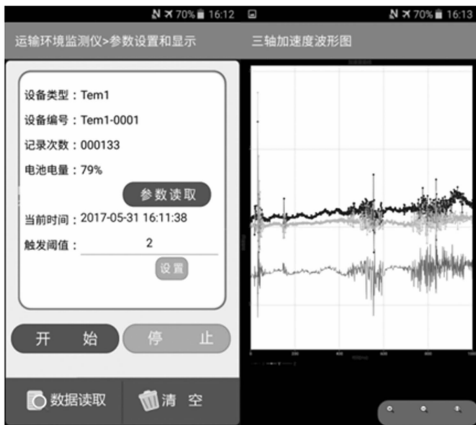 70% 16:12
运输环境监测仪>参数设置和显示
设备类型：Tem1
设备编号：Tem1-0001
记录次数：000133
电池电量：79%
参数读取
当前时间：2017-05-31 16:11:38
触发阈值：2
设置
开 始
停 止
数据读取
清 空
70% 16:13
三轴加速度波形图